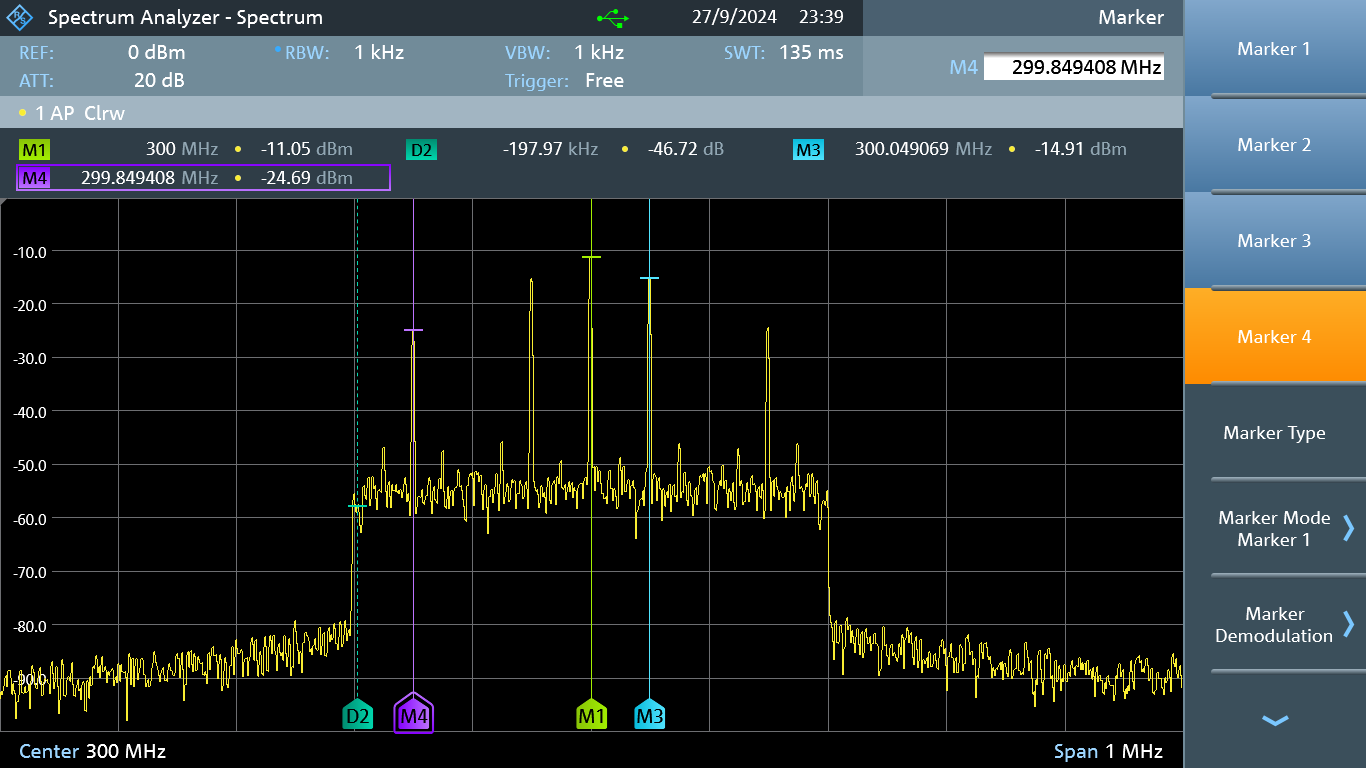 Spectrum Analyzer - Spectrum 27/9/2024 23:39 Marker
REF: 0 dBm RBW: 1 kHz VBW: 1 kHz SWT: 135 ms
M4 299.849408 MHz
ATT: 20 dB Trigger: Free
1 AP Clrw
M1 300 MHz -11.05 dBm D2 -197.97 kHz -46.72 dB M3 300.049069 MHz -14.91 dBm
M4 299.849408 MHz -24.69 dBm
-10.0
-20.0
-30.0
-40.0
-50.0
-60.0
-70.0
-80.0
-90.0
D2 M4 M1 M3
Center 300 MHz Span 1 MHz
Marker 1
Marker 2
Marker 3
Marker 4
Marker Type
Marker Mode
Marker 1
Marker
Demodulation